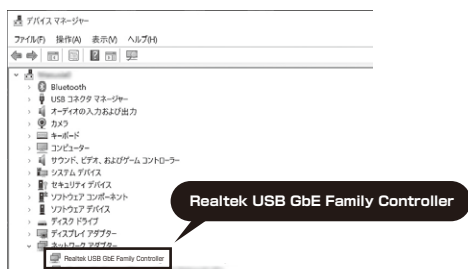 デバイス マネージャー
ファイル(F) 操作(A) 表示(V) ヘルプ(H)
Bluetooth
USB コネクタ マネージャー
オーディオの入力および出力
カメラ
キーボード
コンピューター
サウンド、ビデオ、およびゲーム コントローラー
システム デバイス
セキュリティ デバイス
ソフトウェア コンポーネント
ソフトウェア デバイス
ディスク ドライブ
ディスプレイ アダプター
ネットワーク アダプター
Realtek USB GbE Family Controller
Realtek USB GbE Family Controller